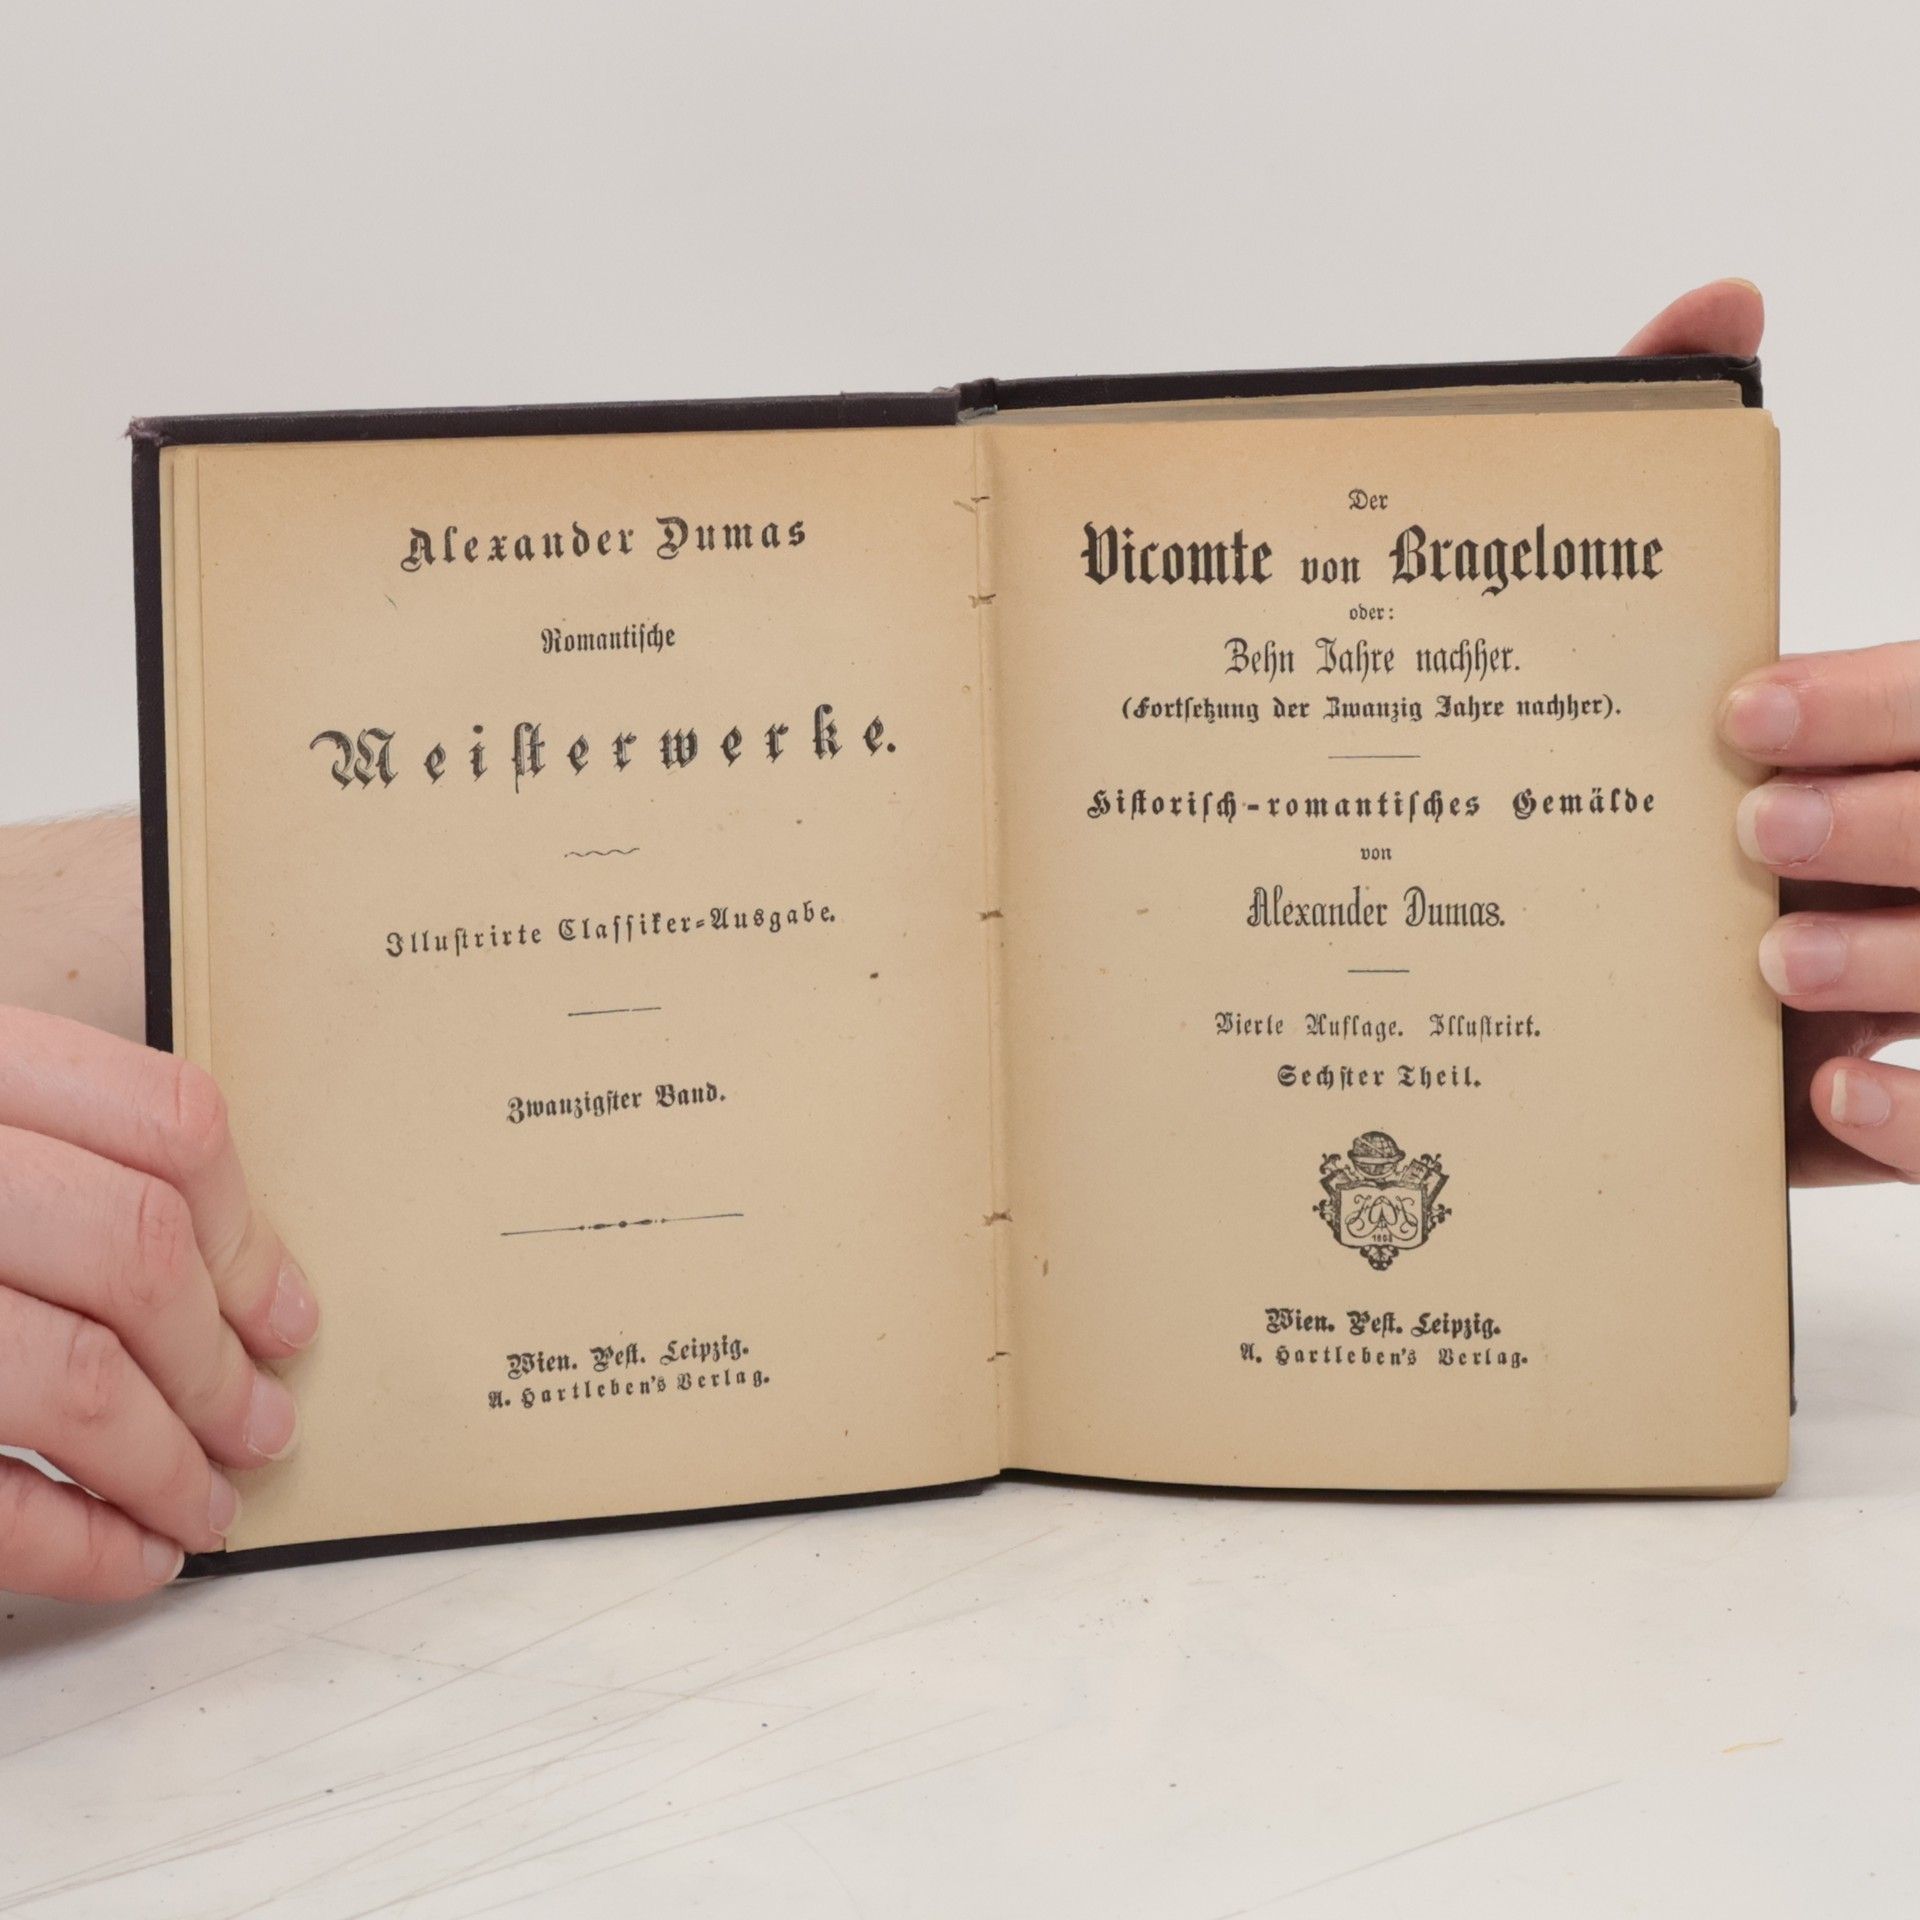 Alexander Dumas
Romantische
Meisterwerke.
Illustrirte Classiker-Ausgabe.
Zwanzigster Band.
Wien. Pest. Leipzig.
A. Hartleben's Verlag.
Der
Vicomte von Bragelonne
oder:
Zehn Jahre nachher.
(Fortsetzung der Zwanzig Jahre nachher).
Historisch-romantisches Gemälde
von
Alexander Dumas.
Vierte Auflage. Illustrirt.
Sechster Theil.
Wien. Pest. Leipzig.
A. Hartleben's Verlag.